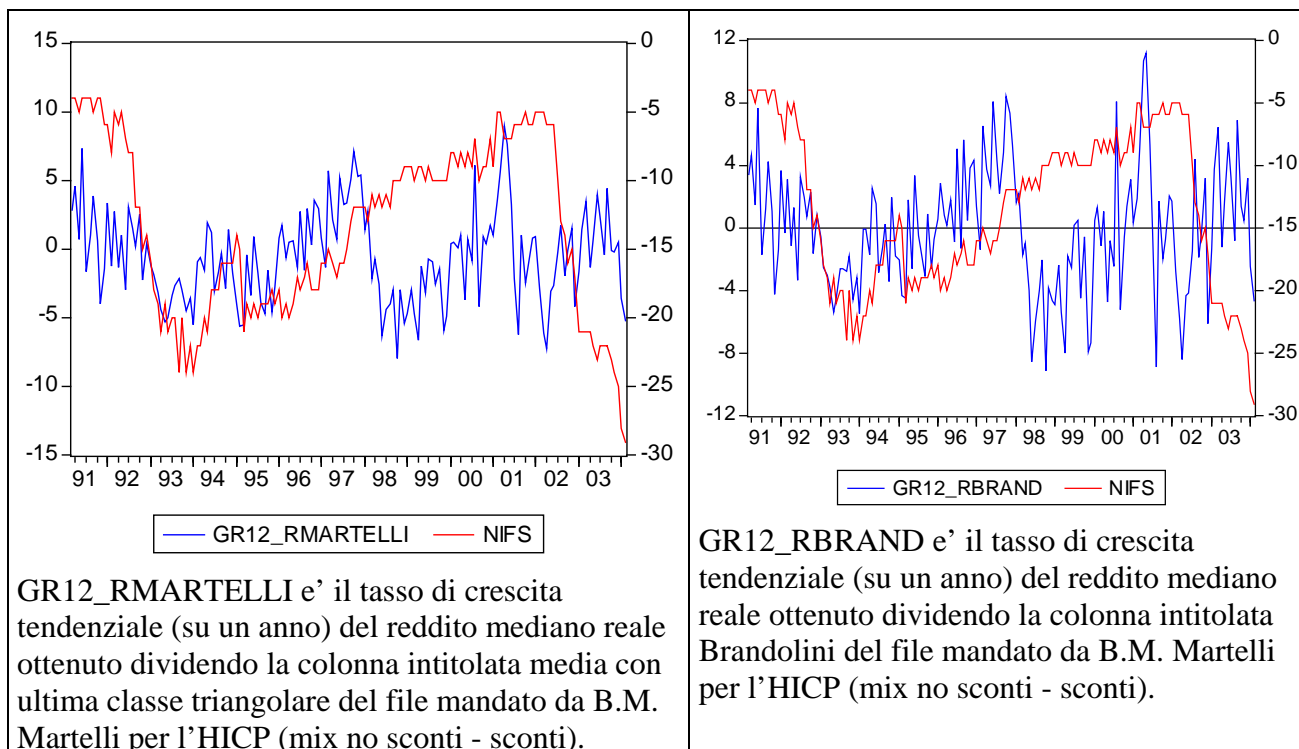 15
10
5
0
-5
-10
-15
0
-5
-10
-15
-20
-25
-30
91 92 93 94 95 96 97 98 99 00 01 02 03
GR12_RMARTELLI NIFS
GR12_RMARTELLI e' il tasso di crescita
tendenziale (su un anno) del reddito mediano reale
ottenuto dividendo la colonna intitolata media con
ultima classe triangolare del file mandato da B.M.
Martelli per l'HICP (mix no sconti - sconti).
12
8
4
0
-4
-8
-12
0
-5
-10
-15
-20
-25
-30
91 92 93 94 95 96 97 98 99 00 01 02 03
GR12_RBRAND NIFS
GR12_RBRAND e' il tasso di crescita
tendenziale (su un anno) del reddito mediano
reale ottenuto dividendo la colonna intitolata
Brandolini del file mandato da B.M. Martelli
per l'HICP (mix no sconti - sconti).